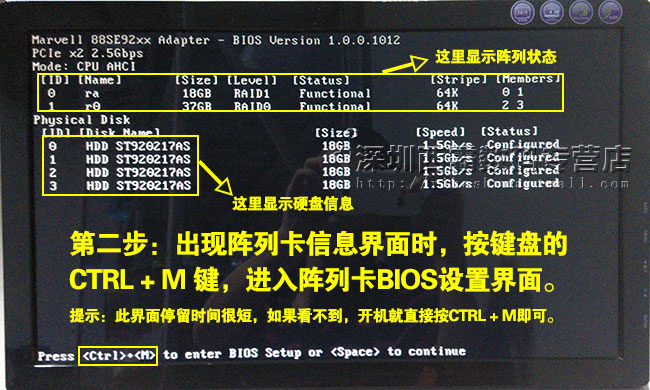 Marvell 88SE92xx Adapter - BIOS Version 1.0.0.1012
PCIe x2 2.5Gbps
Mode: CPU AHCI
这里显示阵列状态
[ID] [Name] [Size] [Level] [Status] [Stripe] [Members]
0 ra 18GB RAID1 Functional 64K 0 1
1 r0 37GB RAID0 Functional 64K 2 3
Physical Disk
[ID] [Disk Name] [Size] [Speed] [Status]
0 HDD ST920217AS 18GB 1.5Gb/s Configured
1 HDD ST920217AS 18GB 1.5Gb/s Configured
2 HDD ST920217AS 18GB 1.5Gb/s Configured
3 HDD ST920217AS 18GB 1.5Gb/s Configured
这里显示硬盘信息
第二步：出现阵列卡信息界面时，按键盘的
CTRL + M 键，进入阵列卡BIOS设置界面。
提示：此界面停留时间很短，如果看不到，开机就直接按CTRL + M即可。
Press <Ctrl>+<M> to enter BIOS Setup or <Space> to continue